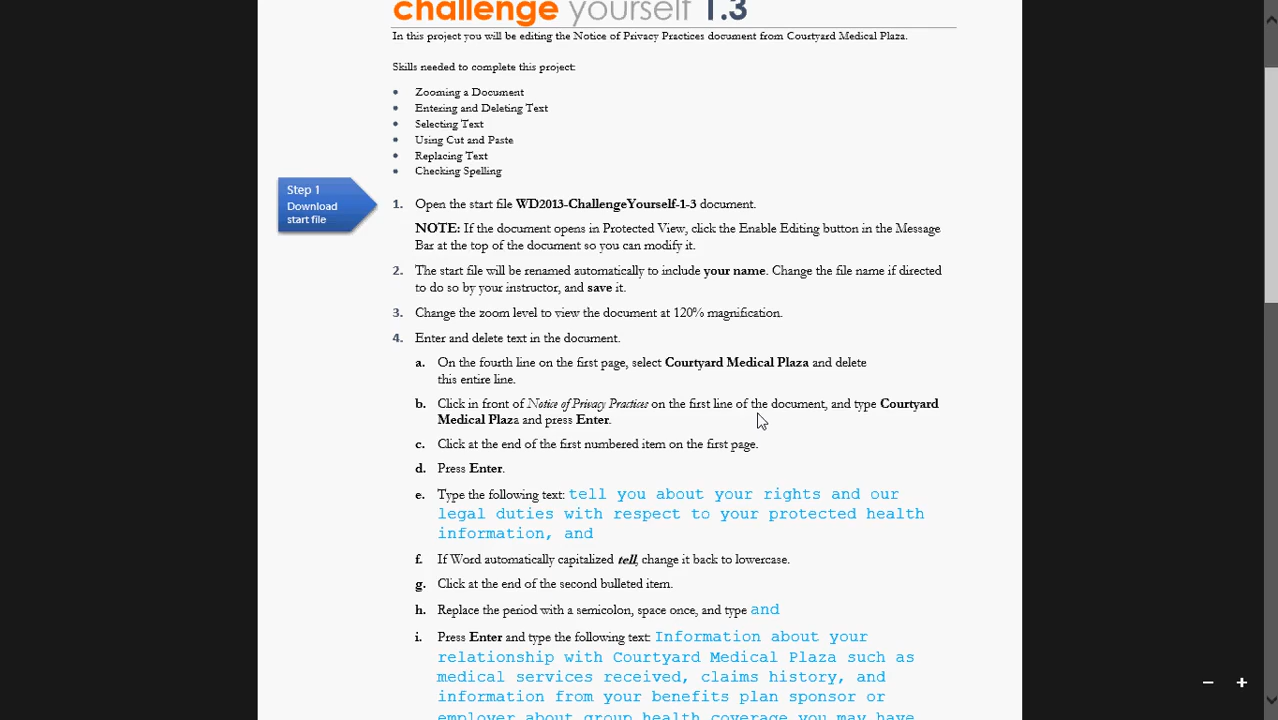 challenge yourself 1.3
In this project you will be editing the Notice of Privacy Practices document from Courtyard Medical Plaza.
Skills needed to complete this project:
• Zooming a Document
• Entering and Deleting Text
• Selecting Text
• Using Cut and Paste
• Replacing Text
• Checking Spelling
Step 1
Download
start file
1. Open the start file WD2013-ChallengeYourself-1-3 document.
NOTE: If the document opens in Protected View, click the Enable Editing button in the Message
Bar at the top of the document so you can modify it.
2. The start file will be renamed automatically to include your name. Change the file name if directed
to do so by your instructor, and save it.
3. Change the zoom level to view the document at 120% magnification.
4. Enter and delete text in the document.
a. On the fourth line on the first page, select Courtyard Medical Plaza and delete
this entire line.
b. Click in front of Notice of Privacy Practices on the first line of the document, and type Courtyard
Medical Plaza and press Enter.
c. Click at the end of the first numbered item on the first page.
d. Press Enter.
e. Type the following text: tell you about your rights and our
legal duties with respect to your protected health
information, and
f. If Word automatically capitalized tell, change it back to lowercase.
g. Click at the end of the second bulleted item.
h. Replace the period with a semicolon, space once, and type and
i. Press Enter and type the following text: Information about your
relationship with Courtyard Medical Plaza such as
medical services received, claims history, and
information from your benefits plan sponsor or
employer about group health coverage you may have